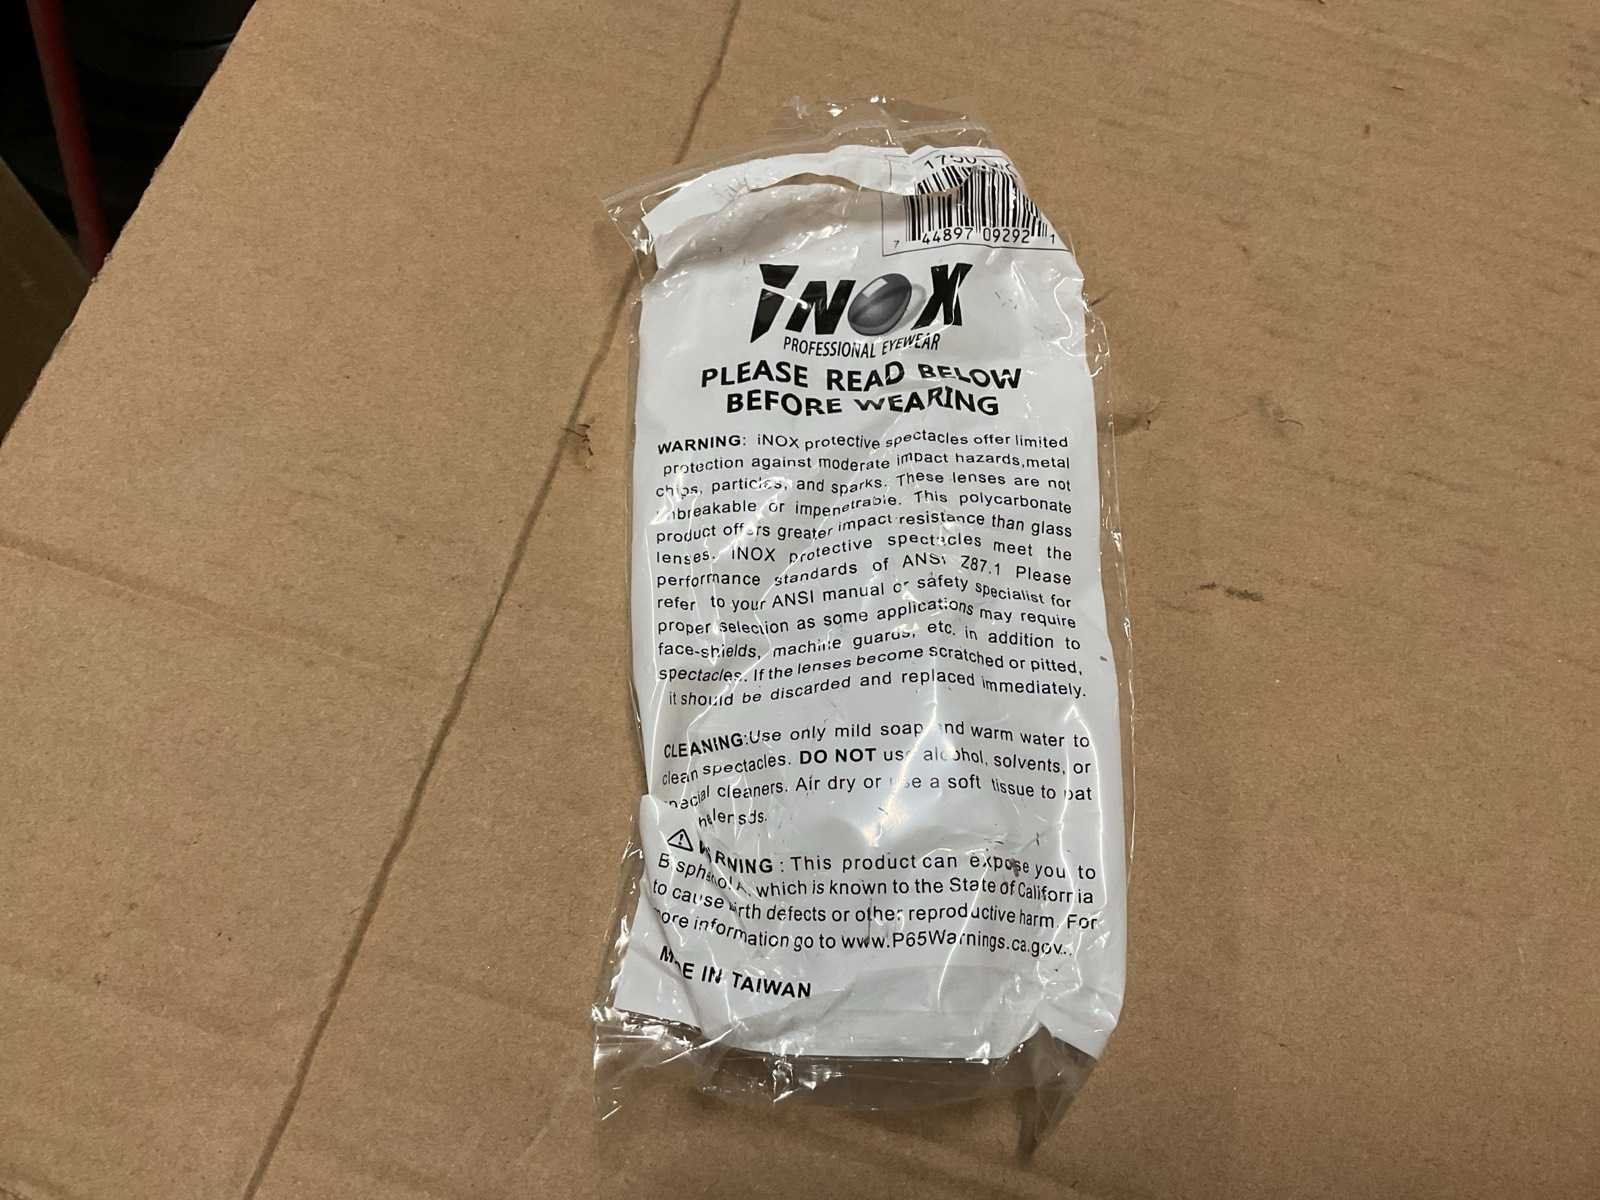 7 44897 09292 1
iNOX
PROFESSIONAL EYEWEAR
PLEASE READ BELOW
BEFORE WEARING
WARNING: iNOX protective spectacles offer limited
protection against moderate impact hazards,metal
chips, particles, and sparks. These lenses are not
unbreakable or impenetrable. This polycarbonate
product offers greater impact resistance than glass
lenses. iNOX protective spectacles meet the
performance standards of ANSI Z87.1 Please
refer to your ANSI manual or safety specialist for
proper selection as some applications may require
face-shields, machine guards, etc. in addition to
spectacles. If the lenses become scratched or pitted,
it should be discarded and replaced immediately.
CLEANING:Use only mild soap and warm water to
clean spectacles. DO NOT use alcohol, solvents, or
special cleaners. Air dry or use a soft tissue to pat
WARNING : This product can expose you to
Bisphenol A, which is known to the State of California
to cause birth defects or other reproductive harm. For
more information go to www.P65Warnings.ca.gov..
MADE IN TAIWAN